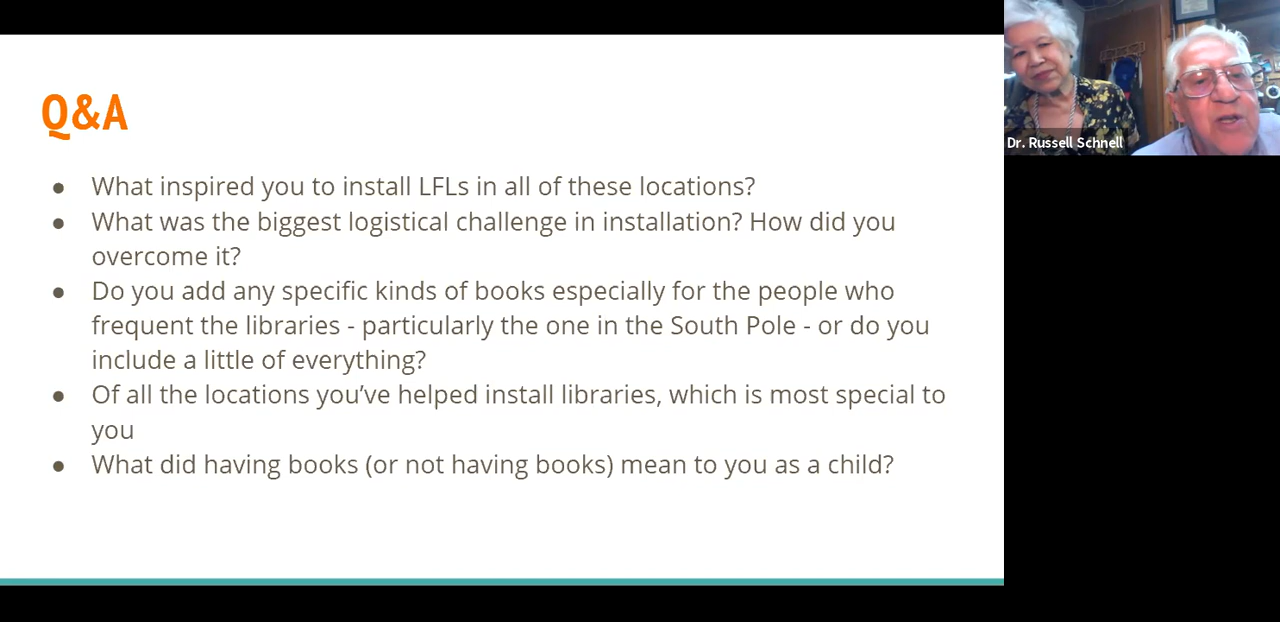 Q&A
● What inspired you to install LFLs in all of these locations?
● What was the biggest logistical challenge in installation? How did you
overcome it?
● Do you add any specific kinds of books especially for the people who
frequent the libraries - particularly the one in the South Pole - or do you
include a little of everything?
● Of all the locations you’ve helped install libraries, which is most special to
you
● What did having books (or not having books) mean to you as a child?
Dr. Russell Schnell